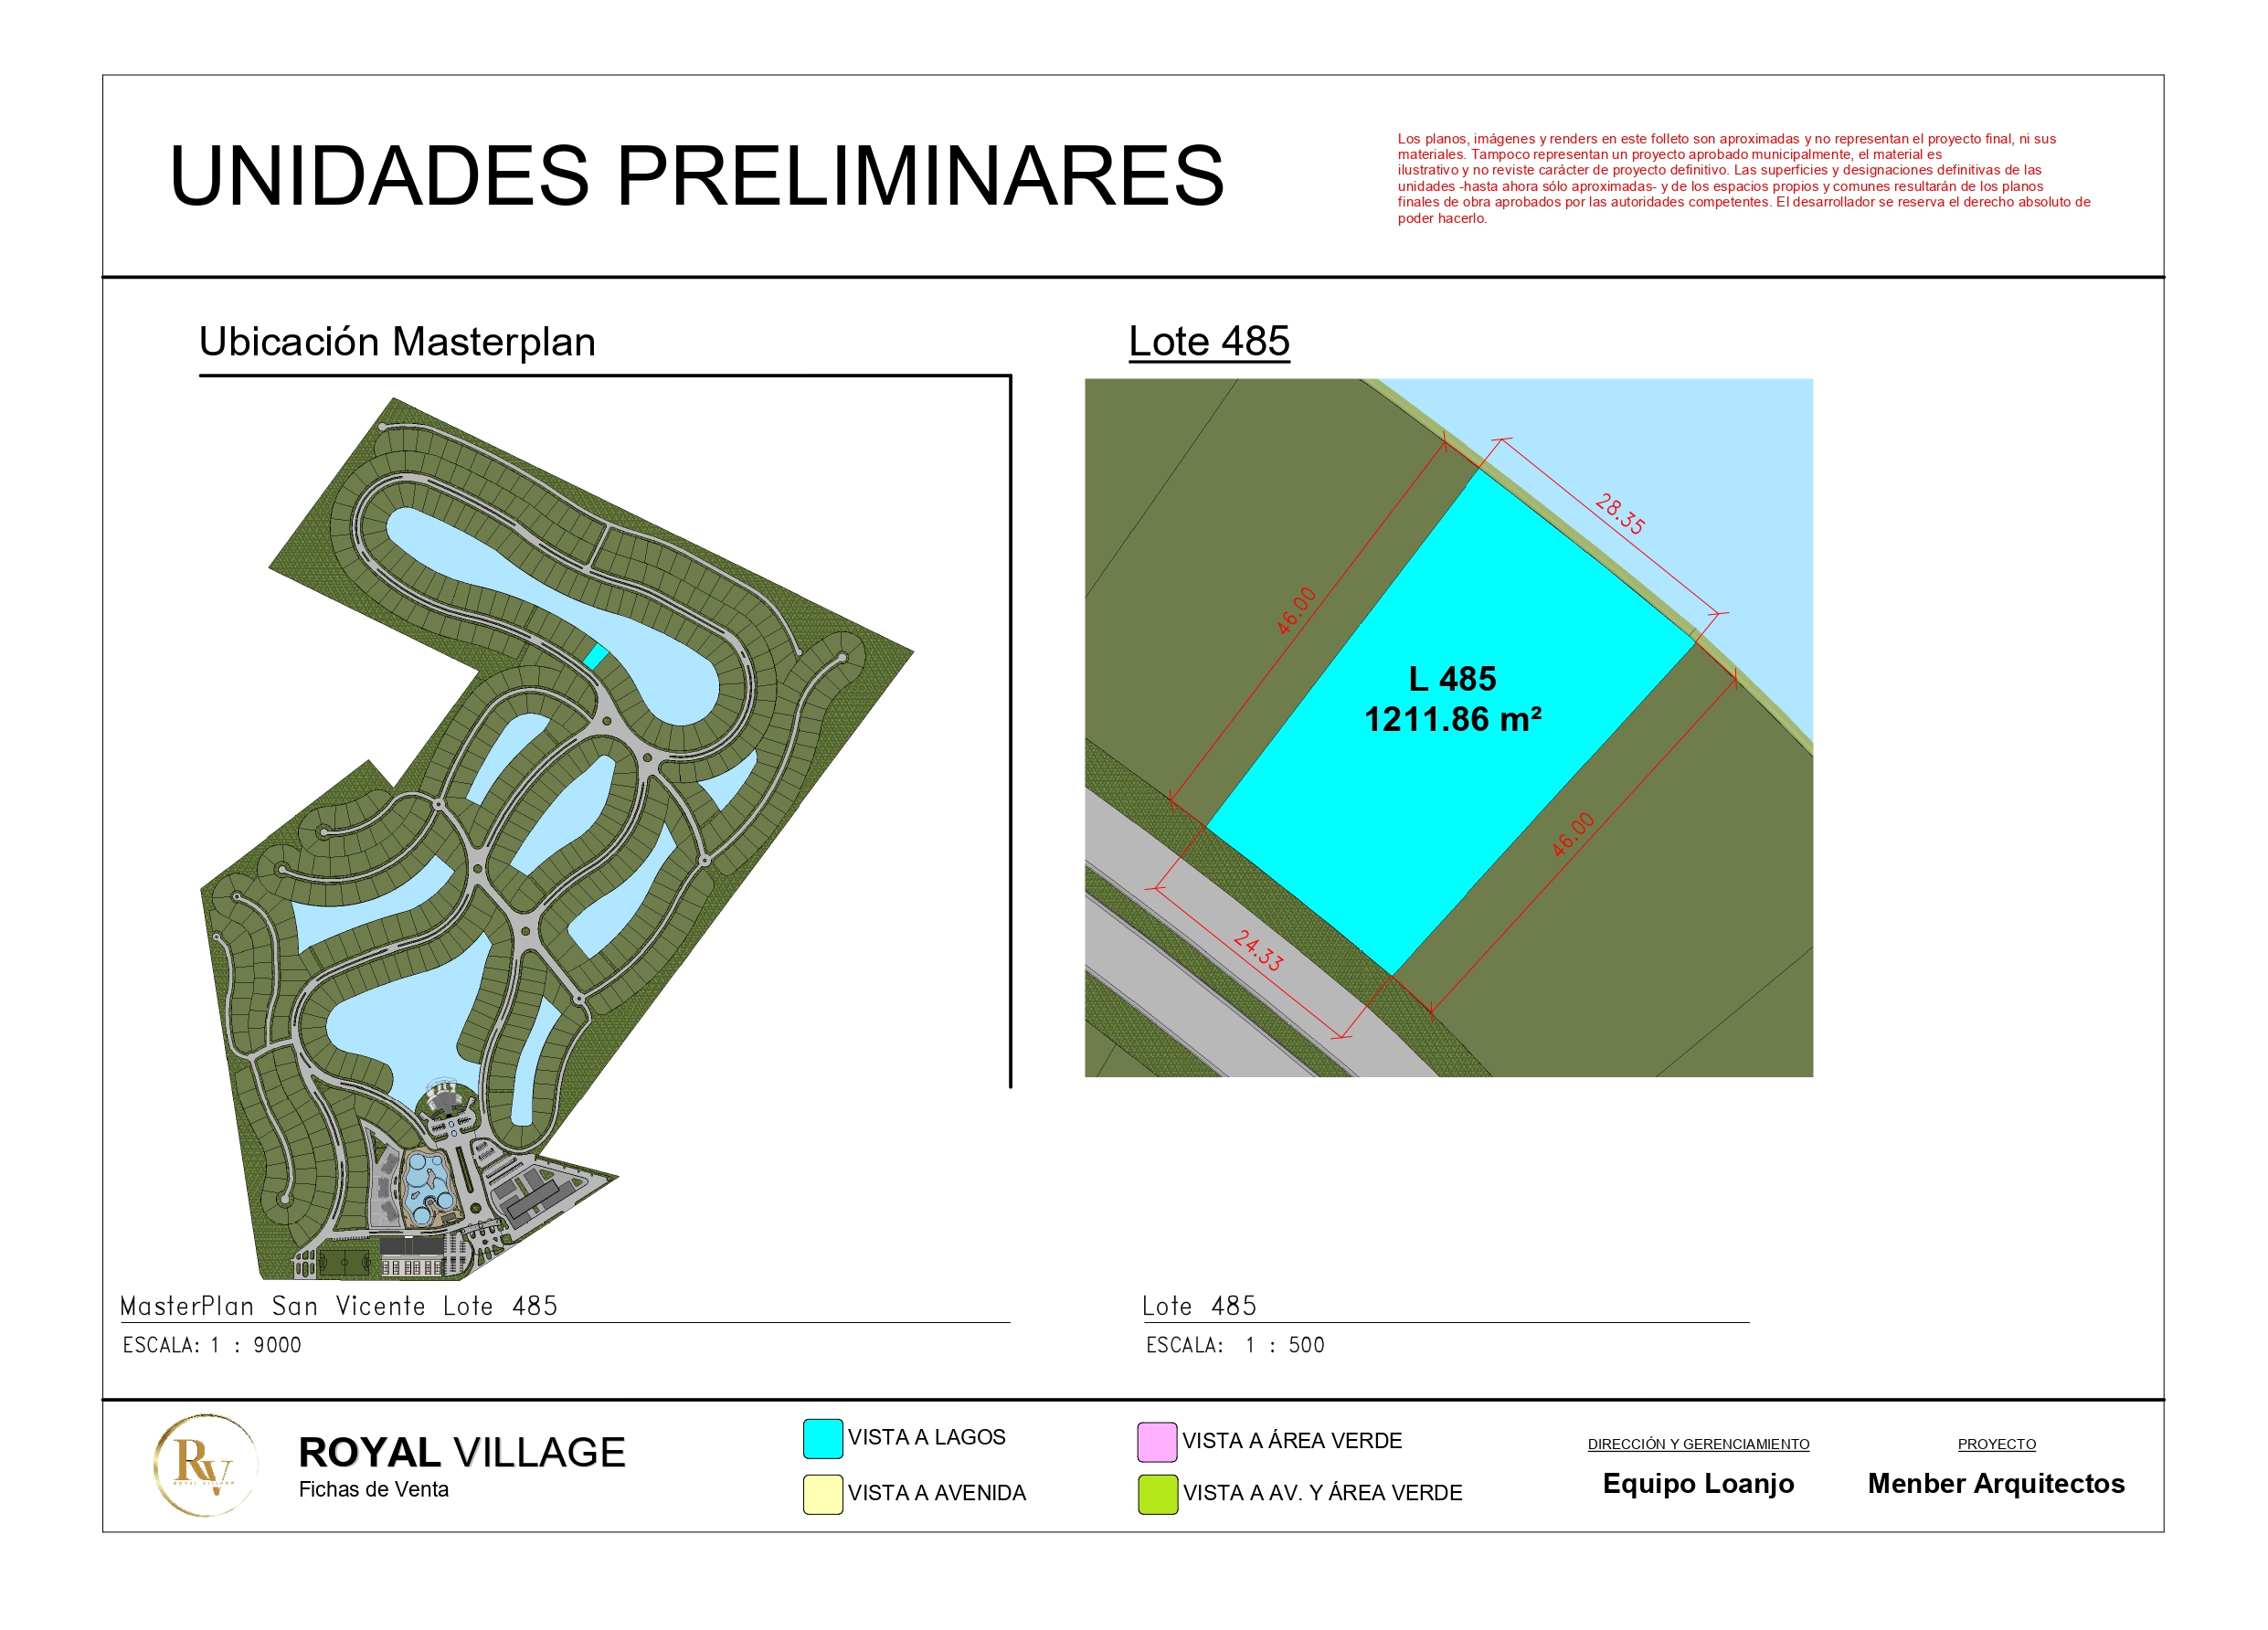 UNIDADES PRELIMINARES
Los planos, imágenes y renders en este folleto son aproximadas y no representan el proyecto final, ni sus
materiales. Tampoco representan un proyecto aprobado municipalmente, el material es
ilustrativo y no reviste carácter de proyecto definitivo. Las superficies y designaciones definitivas de las
unidades -hasta ahora sólo aproximadas- y de los espacios propios y comunes resultarán de los planos
finales de obra aprobados por las autoridades competentes. El desarrollador se reserva el derecho absoluto de
poder hacerlo.
Ubicación Masterplan
Lote 485
28.35
46.00
L 485
1211.86 m²
46.00
24.33
MasterPlan San Vicente Lote 485
ESCALA: 1 : 9000
Lote 485
ESCALA: 1 : 500
RV
ROYAL VILLAGE
ROYAL VILLAGE
Fichas de Venta
VISTA A LAGOS
VISTA A AVENIDA
VISTA A ÁREA VERDE
VISTA A AV. Y ÁREA VERDE
DIRECCIÓN Y GERENCIAMIENTO
Equipo Loanjo
PROYECTO
Menber Arquitectos